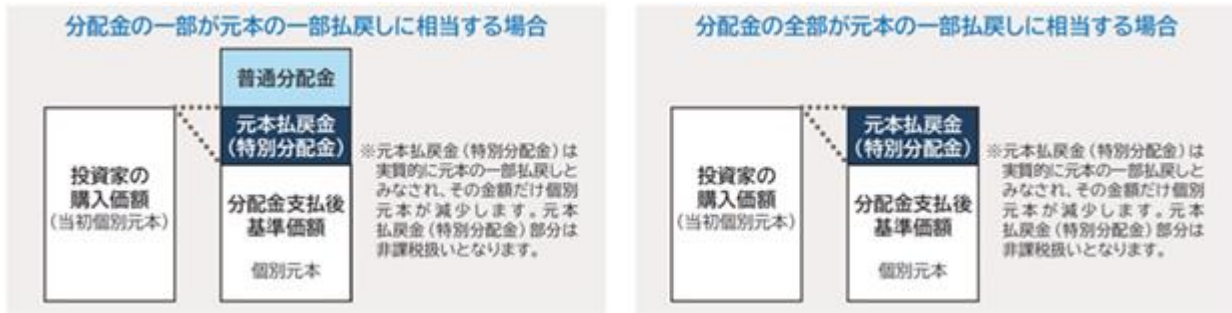 分配金の一部が元本の一部払戻しに相当する場合
普通分配金
元本払戻金
(特別分配金)
投資家の
購入価額
(当初個別元本)
分配金支払後
基準価額
個別元本
※元本払戻金(特別分配金)は
実質的に元本の一部払戻しと
みなされ、その金額だけ個別
元本が減少します。元本
払戻金(特別分配金)部分は
非課税扱いとなります。
分配金の全部が元本の一部払戻しに相当する場合
元本払戻金
(特別分配金)
投資家の
購入価額
(当初個別元本)
分配金支払後
基準価額
個別元本
※元本払戻金(特別分配金)は
実質的に元本の一部払戻しと
みなされ、その金額だけ個別
元本が減少します。元本
払戻金(特別分配金)部分は
非課税扱いとなります。